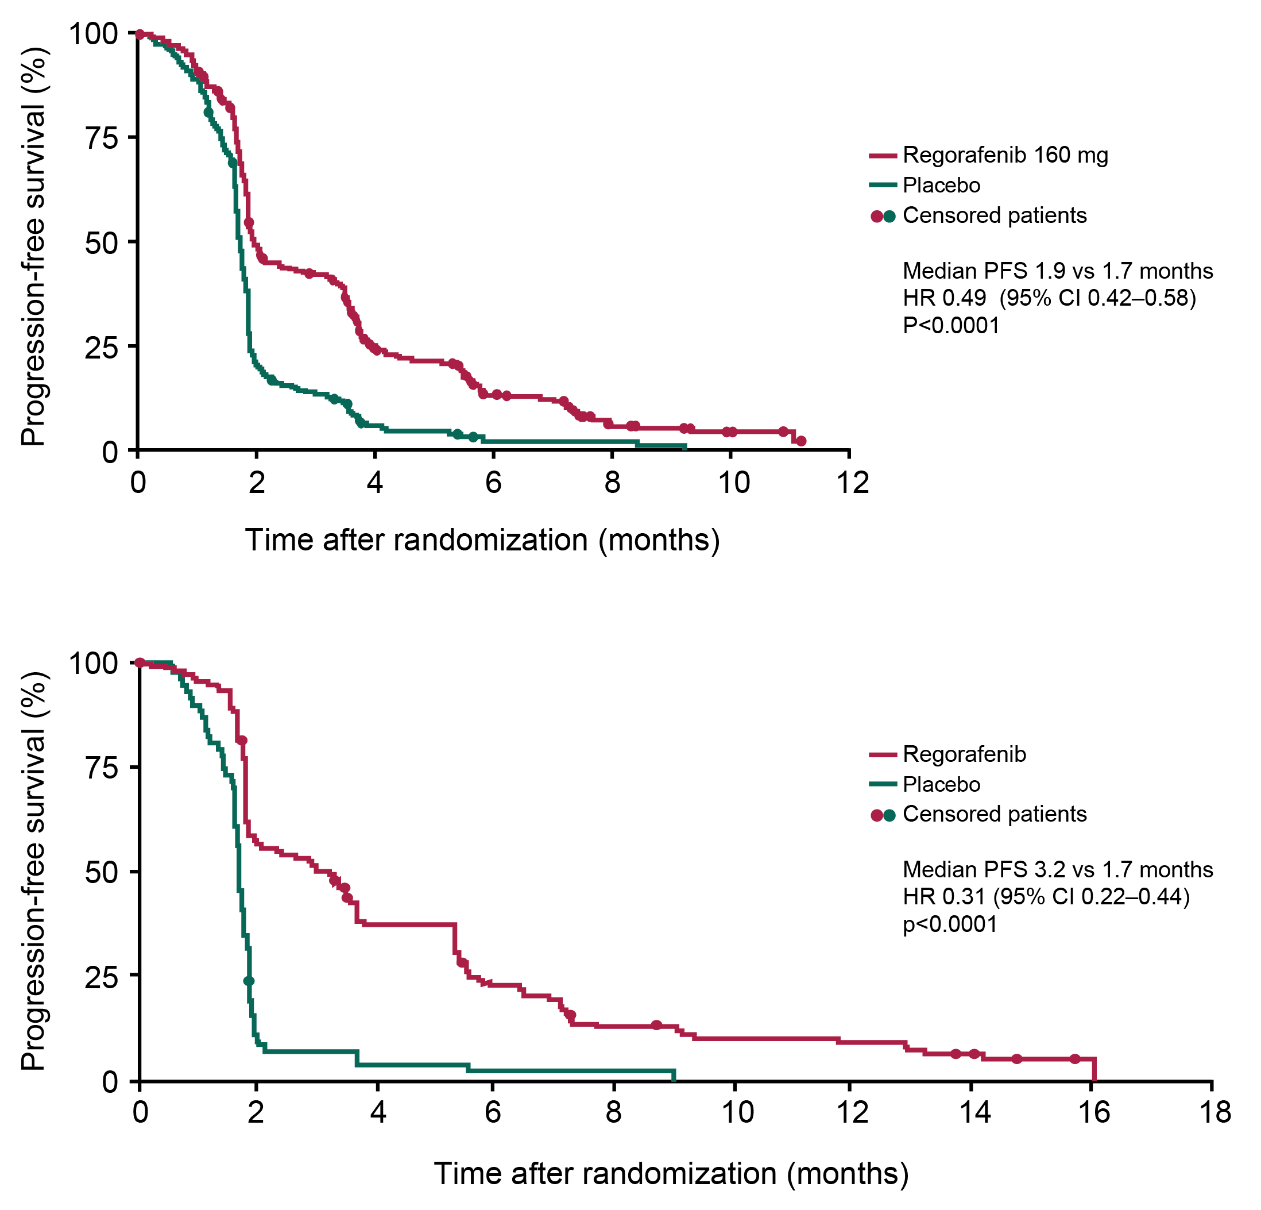 Progression-free survival (%)
100
75
50
25
0
0 2 4 6 8 10 12
Time after randomization (months)
Regorafenib 160 mg
Placebo
Censored patients
Median PFS 1.9 vs 1.7 months
HR 0.49 (95% CI 0.42–0.58)
P<0.0001
Progression-free survival (%)
100
75
50
25
0
0 2 4 6 8 10 12 14 16 18
Time after randomization (months)
Regorafenib
Placebo
Censored patients
Median PFS 3.2 vs 1.7 months
HR 0.31 (95% CI 0.22–0.44)
p<0.0001